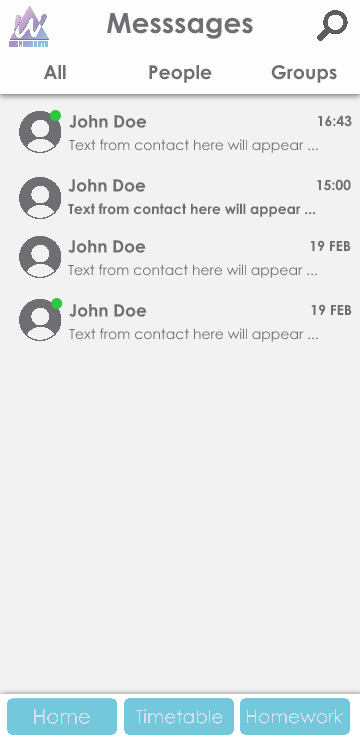 Messsages
All People Groups
John Doe 16:43
Text from contact here will appear ...
John Doe 15:00
Text from contact here will appear ...
John Doe 19 FEB
Text from contact here will appear ...
John Doe 19 FEB
Text from contact here will appear ...
Home Timetable Homework